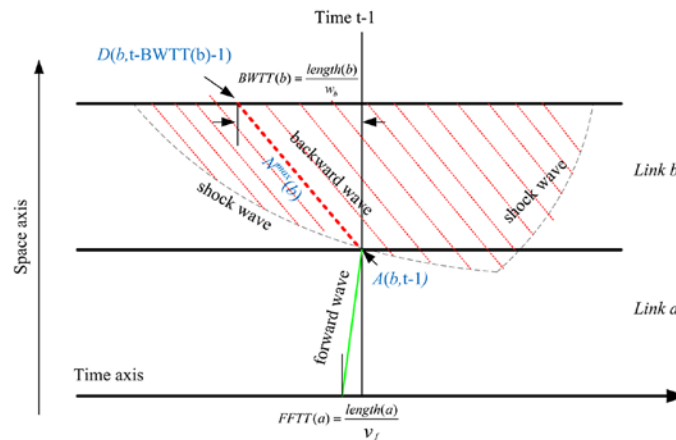 Time t-1
D(b,t-BWTT(b)-1)
BWTT(b) = length(b) / w_b
backward wave
N^max(b)
shock wave
shock wave
Link b
Space axis
A(b,t-1)
forward wave
Link a
Time axis
FFTT(a) = length(a) / v_f